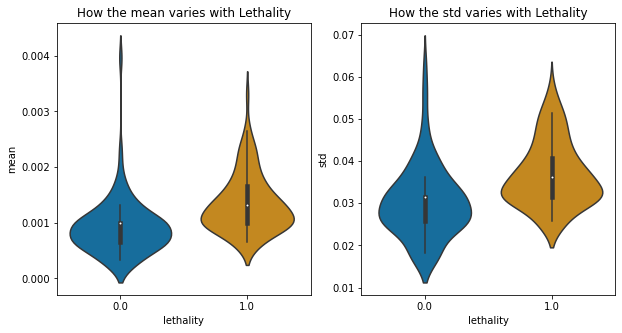 How the mean varies with Lethality
mean
0.004
0.003
0.002
0.001
0.000
0.0
1.0
lethality
How the std varies with Lethality
std
0.07
0.06
0.05
0.04
0.03
0.02
0.01
0.0
1.0
lethality